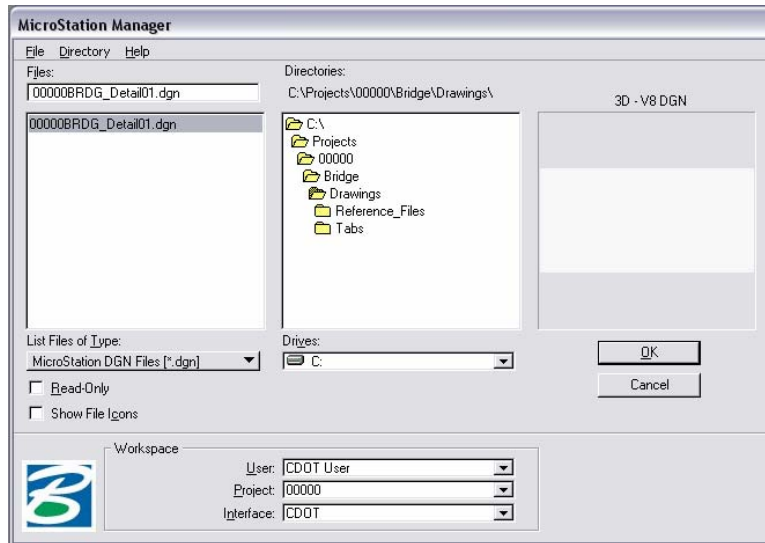 MicroStation Manager
File Directory Help
Files:
00000BRDG_Detail01.dgn
00000BRDG_Detail01.dgn
List Files of Type:
MicroStation DGN Files [*.dgn]
Read-Only
Show File Icons
Directories:
C:\Projects\00000\Bridge\Drawings\
C:\
Projects
00000
Bridge
Drawings
Reference_Files
Tabs
Drives:
C:
3D - V8 DGN
OK
Cancel
Workspace
User: CDOT User
Project: 00000
Interface: CDOT